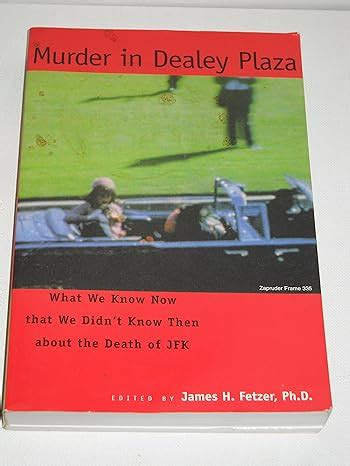 Murder in Dealey Plaza
Zapruder Frame 335
What We Know Now
that We Didn't Know Then
about the Death of JFK
EDITED BY James H. Fetzer, Ph.D.